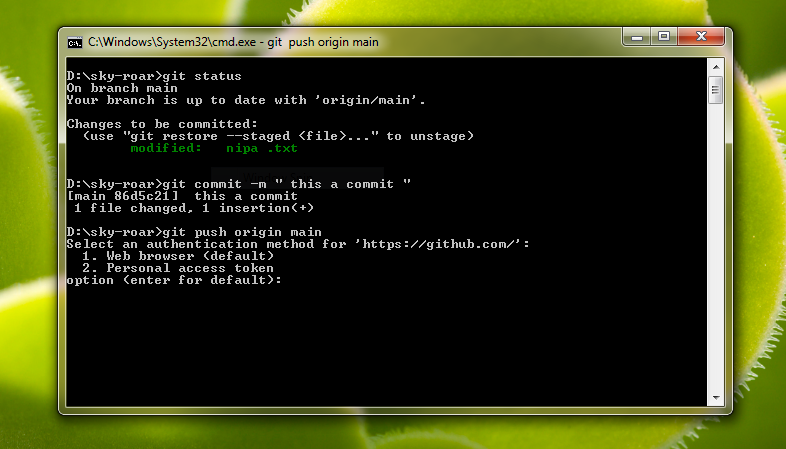 C:\Windows\System32\cmd.exe - git  push origin main
D:\sky-roar>git status
On branch main
Your branch is up to date with 'origin/main'.
Changes to be committed:
  (use "git restore --staged <file>..." to unstage)
        modified:   nipa .txt
D:\sky-roar>git commit -m " this a commit "
[main 86d5c21]  this a commit
 1 file changed, 1 insertion(+)
D:\sky-roar>git push origin main
Select an authentication method for 'https://github.com/':
  1. Web browser (default)
  2. Personal access token
option (enter for default):